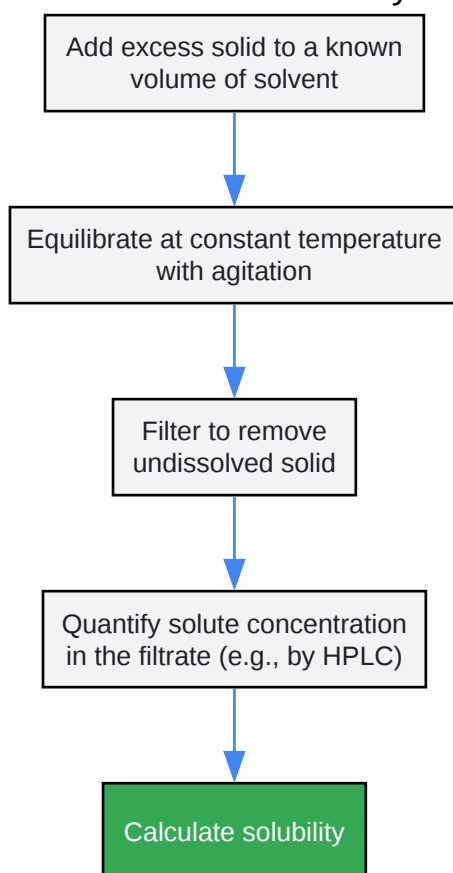 Add excess solid to a known
volume of solvent
Equilibrate at constant temperature
with agitation
Filter to remove
undissolved solid
Quantify solute concentration
in the filtrate (e.g., by HPLC)
Calculate solubility